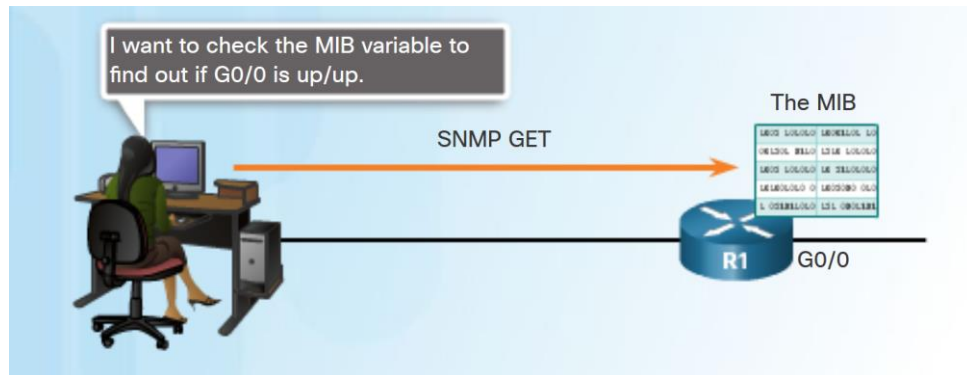 I want to check the MIB variable to
find out if G0/0 is up/up.
The MIB
SNMP GET
R1
G0/0